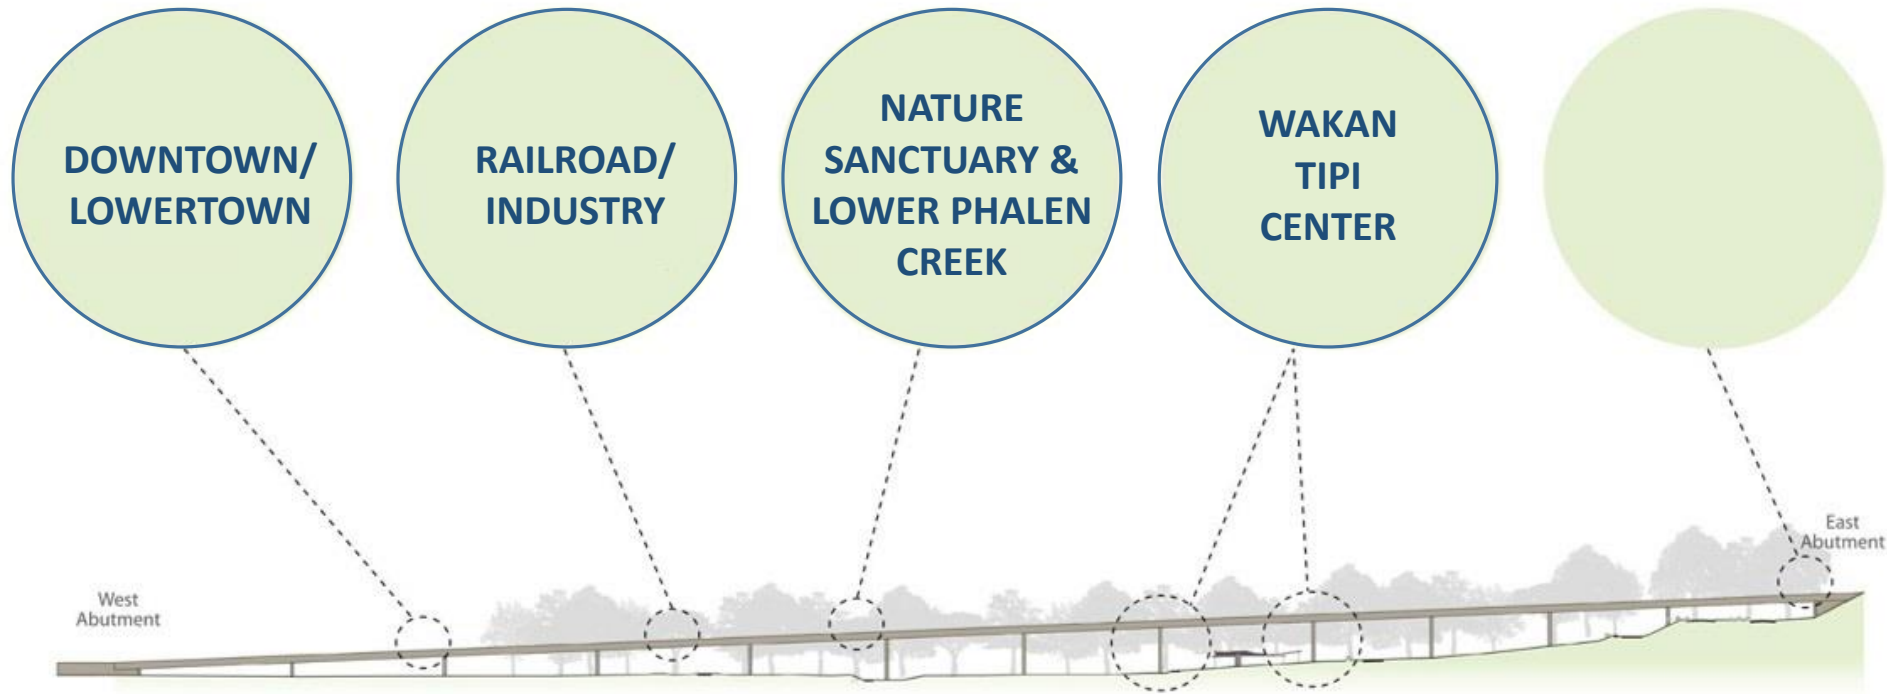 DOWNTOWN/
LOWERTOWN
RAILROAD/
INDUSTRY
NATURE
SANCTUARY &
LOWER PHALEN
CREEK
WAKAN
TIPI
CENTER
West
Abutment
East
Abutment